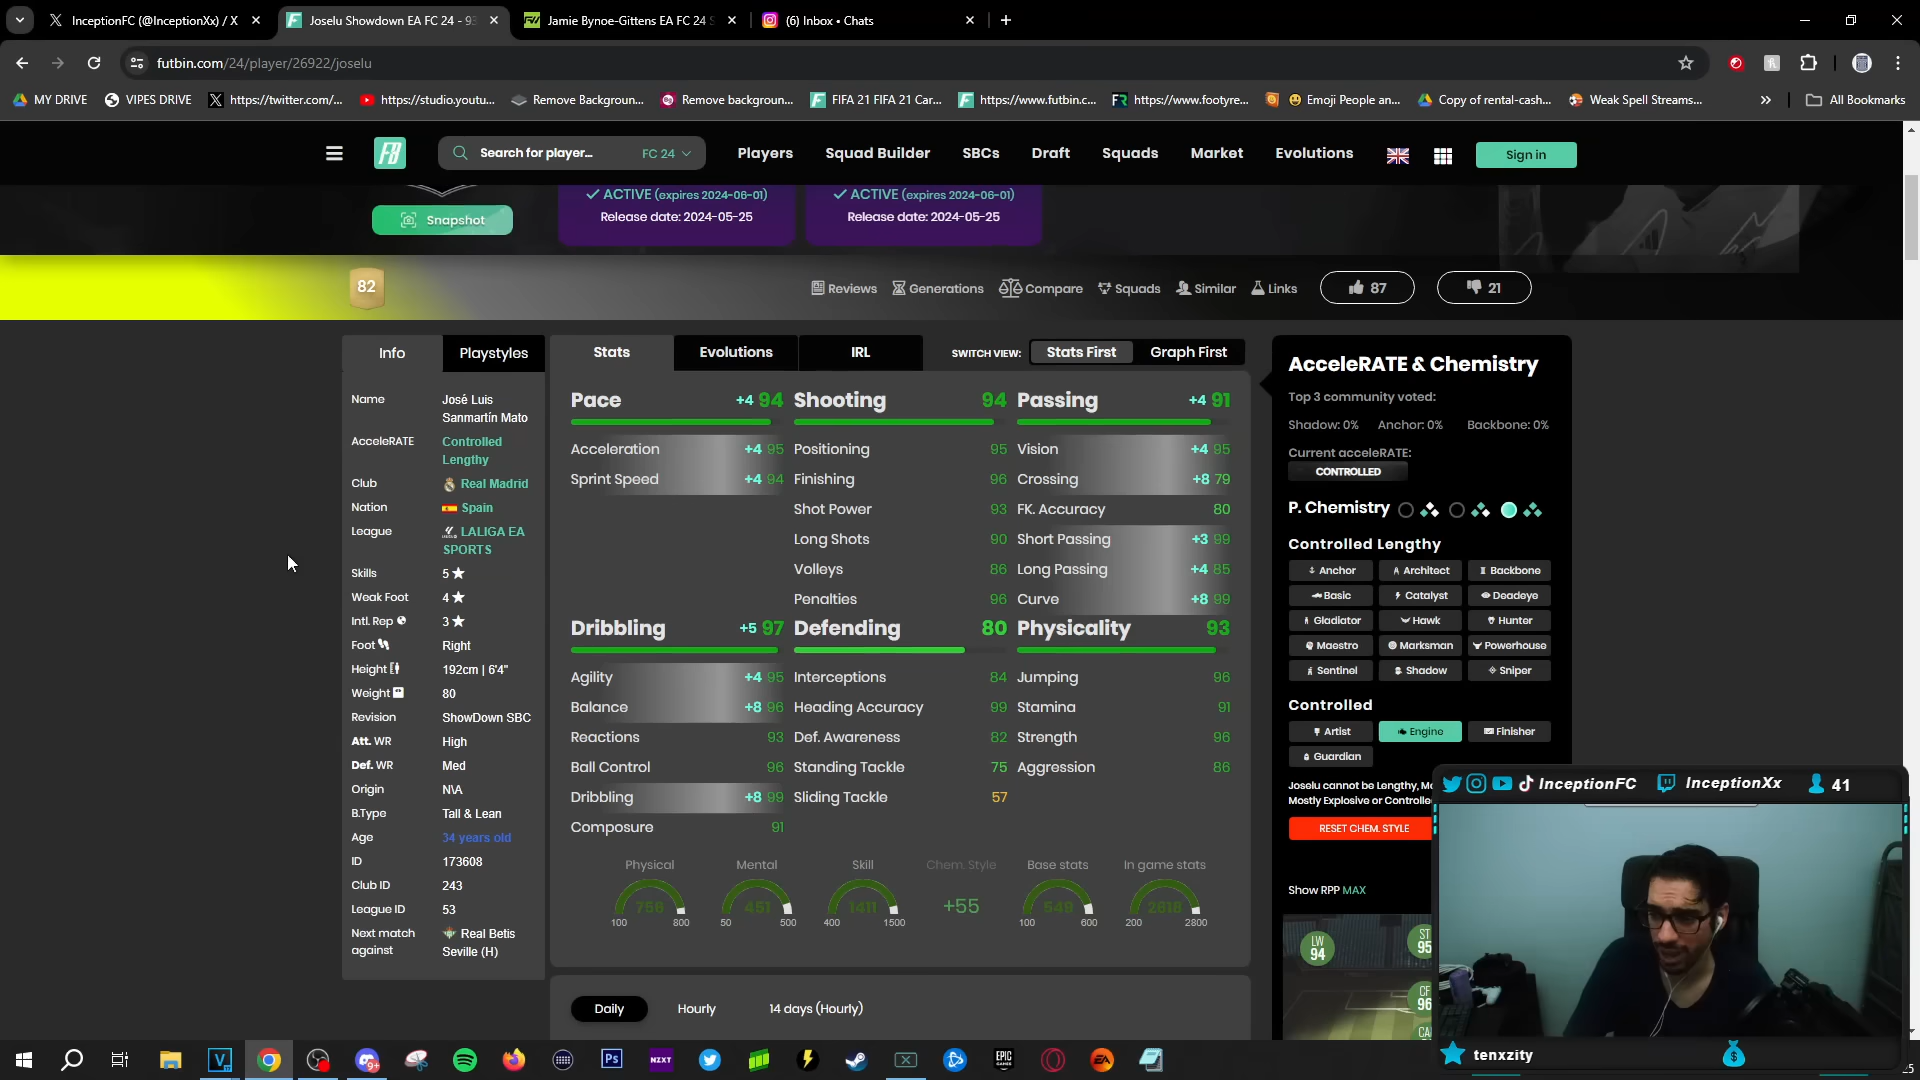 InceptionFC (@InceptionXx) / X
Joselu Showdown EA FC 24 - 93
Jamie Bynoe-Gittens EA FC 24 S
(6) Inbox • Chats
futbin.com/24/player/26922/joselu
MY DRIVE
VIPES DRIVE
https://twitter.com/...
https://studio.youtu...
Remove Backgroun...
Remove backgroun...
FIFA 21 FIFA 21 Car...
https://www.futbin.c...
https://www.footyre...
Emoji People an...
Copy of rental-cash...
Weak Spell Streams...
All Bookmarks
Search for player...
FC 24
Players
Squad Builder
SBCs
Draft
Squads
Market
Evolutions
Sign in
ACTIVE (expires 2024-06-01)
Release date: 2024-05-25
ACTIVE (expires 2024-06-01)
Release date: 2024-05-25
Snapshot
82
Reviews
Generations
Compare
Squads
Similar
Links
87
21
Info
Playstyles
Name José Luis
Sanmartín Mato
AcceleRATE Controlled
Lengthy
Club Real Madrid
Nation Spain
League LALIGA EA
SPORTS
Skills 5
Weak Foot 4
Intl. Rep 3
Foot Right
Height 192cm | 6'4"
Weight 80
Revision ShowDown SBC
Att. WR High
Def. WR Med
Origin N\A
B.Type Tall & Lean
Age 34 years old
ID 173608
Club ID 243
League ID 53
Next match Real Betis
against Seville (H)
Stats
Evolutions
IRL
SWITCH VIEW:
Stats First
Graph First
Pace +4 94
Acceleration +4 95
Sprint Speed +4 94
Shooting 94
Positioning 95
Finishing 96
Shot Power 93
Long Shots 90
Volleys 86
Penalties 96
Passing +4 91
Vision +4 95
Crossing +8 79
FK. Accuracy 80
Short Passing +3 99
Long Passing +4 85
Curve +8 99
Dribbling +5 97
Agility +4 95
Balance +8 96
Reactions 93
Ball Control 96
Dribbling +8 99
Composure 91
Defending 80
Interceptions 84
Heading Accuracy 99
Def. Awareness 82
Standing Tackle 75
Sliding Tackle 57
Physicality 93
Jumping 96
Stamina 91
Strength 96
Aggression 86
Physical
756
100 800
Mental
451
50 500
Skill
1411
400 1500
Chem. Style
+55
Base stats
549
100 600
In game stats
2618
200 2800
Daily
Hourly
14 days (Hourly)
AcceleRATE & Chemistry
Top 3 community voted:
Shadow: 0% Anchor: 0% Backbone: 0%
Current acceleRATE:
CONTROLLED
P. Chemistry
Controlled Lengthy
Anchor Architect Backbone
Basic Catalyst Deadeye
Gladiator Hawk Hunter
Maestro Marksman Powerhouse
Sentinel Shadow Sniper
Controlled
Artist Engine Finisher
Guardian
Joselu cannot be Lengthy,
Mostly Explosive or
RESET CHEM. STYLE
Show RPP MAX
LW
94
ST
95
CF
96
InceptionFC
InceptionXx
41
tenxzity